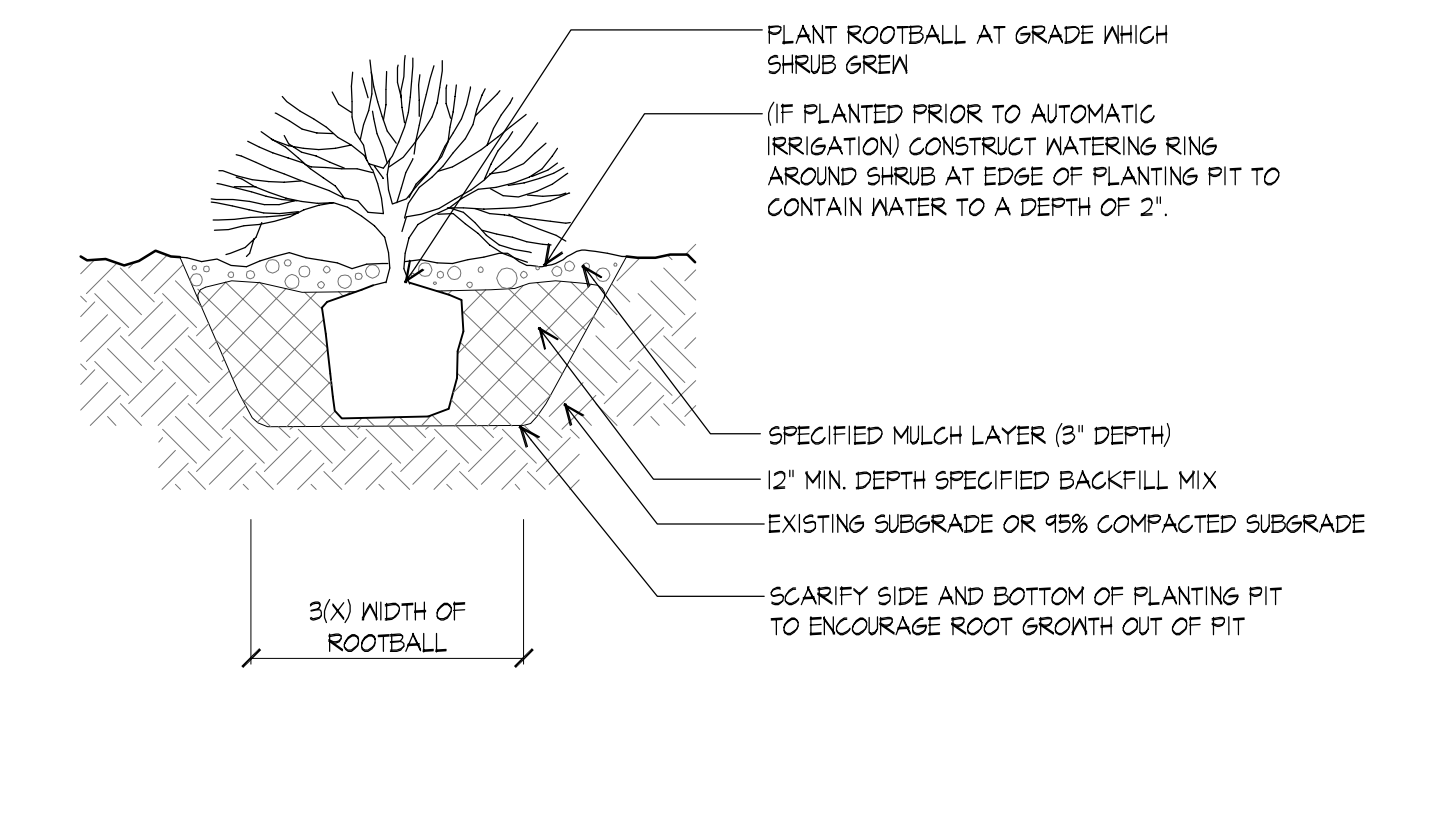 PLANT ROOTBALL AT GRADE WHICH
SHRUB GREW
(IF PLANTED PRIOR TO AUTOMATIC
IRRIGATION) CONSTRUCT WATERING RING
AROUND SHRUB AT EDGE OF PLANTING PIT TO
CONTAIN WATER TO A DEPTH OF 2".
SPECIFIED MULCH LAYER (3" DEPTH)
12" MIN. DEPTH SPECIFIED BACKFILL MIX
EXISTING SUBGRADE OR 95% COMPACTED SUBGRADE
SCARIFY SIDE AND BOTTOM OF PLANTING PIT
TO ENCOURAGE ROOT GROWTH OUT OF PIT
3(X) WIDTH OF
ROOTBALL